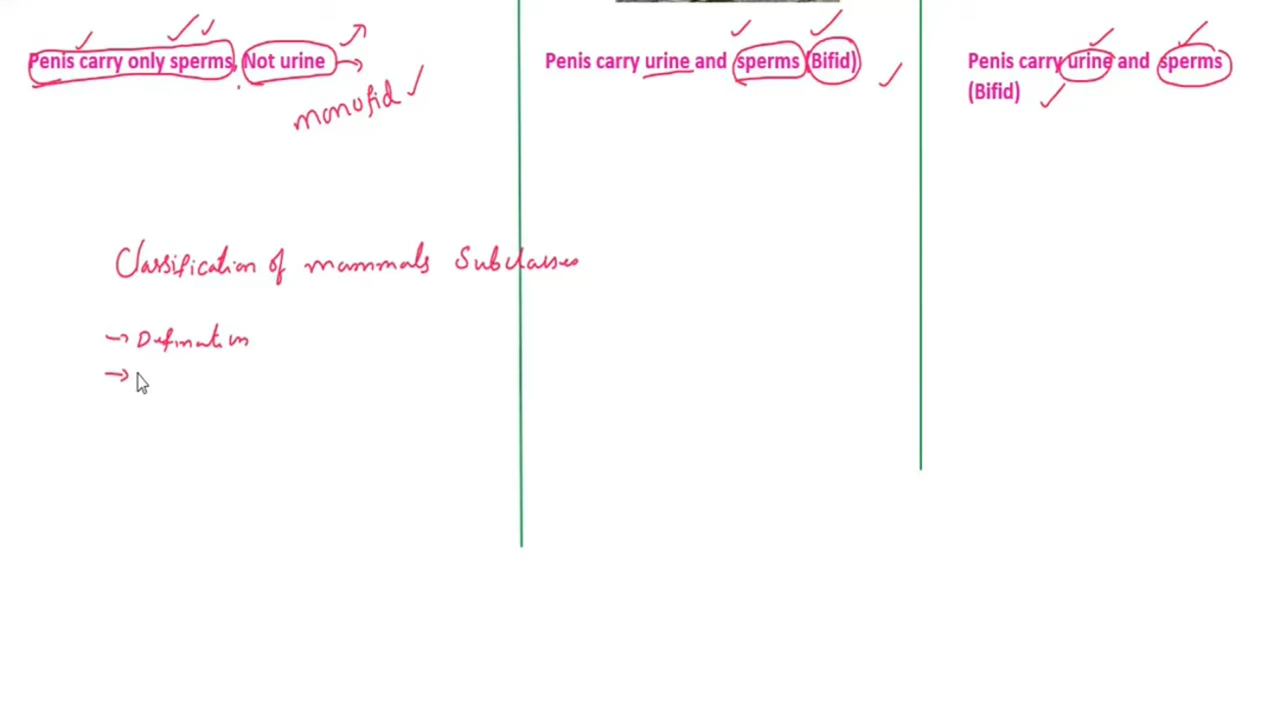 Penis carry only sperms, Not urine
monofid
Penis carry urine and sperms (Bifid)
Penis carry urine and sperms
(Bifid)
Classification of mammals Subclasses
→ Defination
→